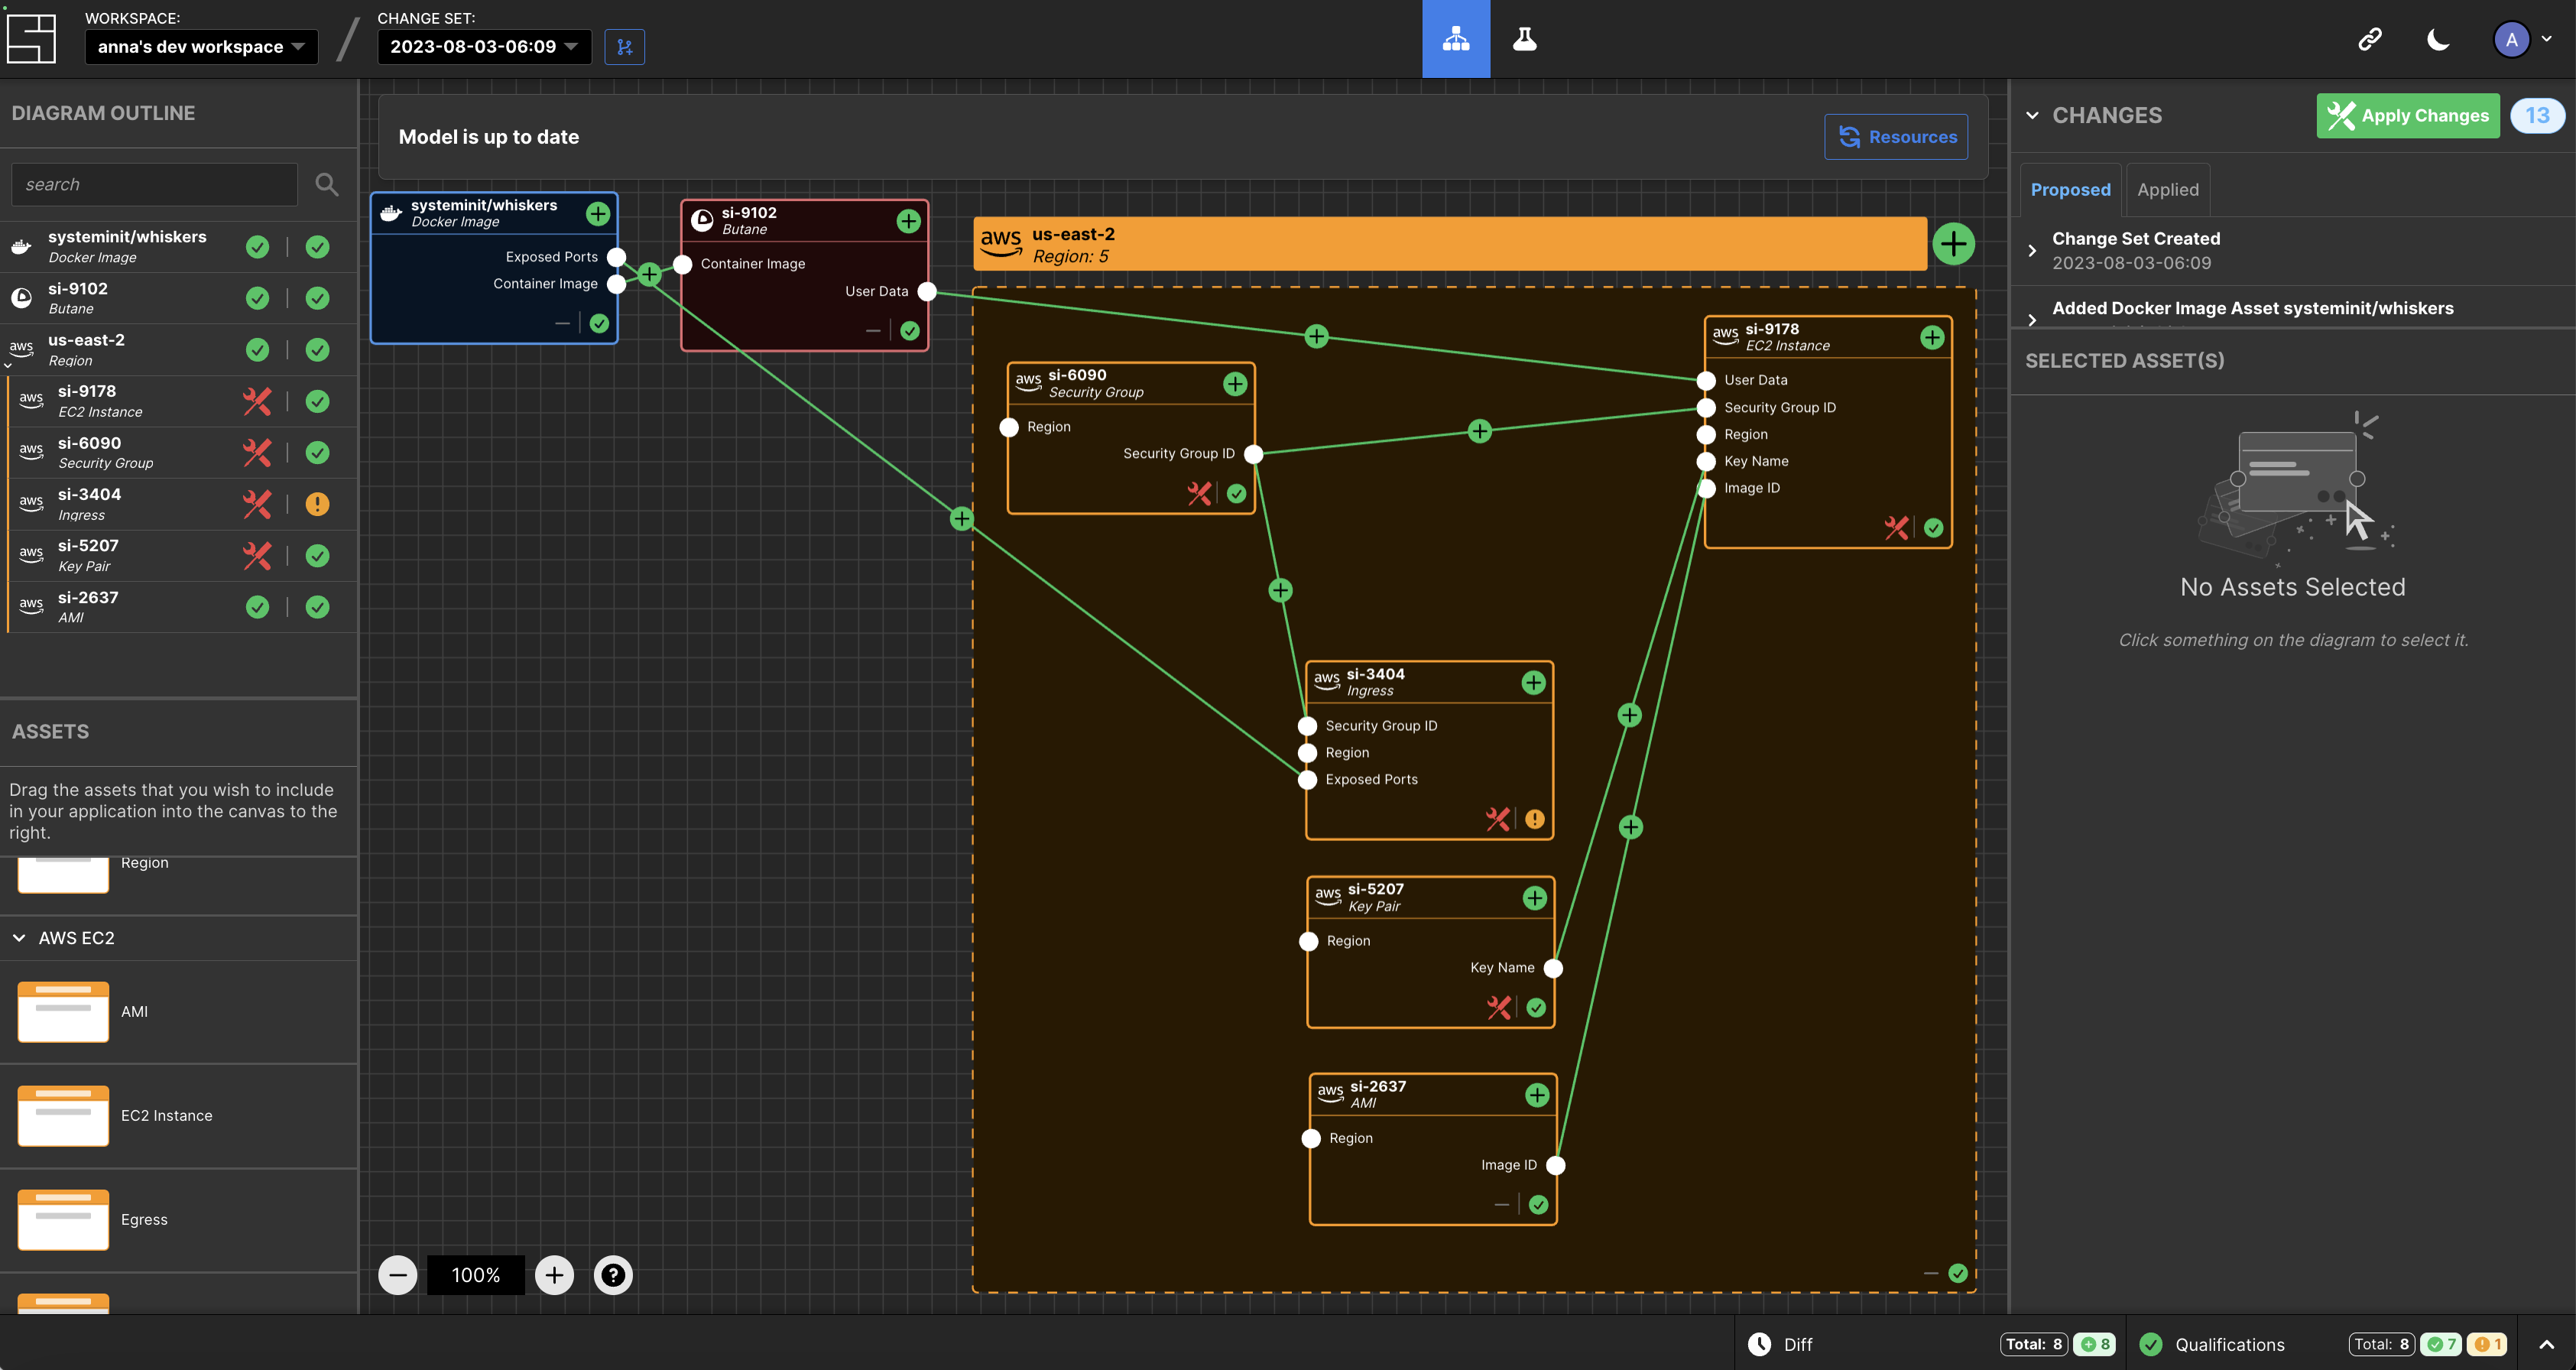 WORKSPACE:
anna's dev workspace
CHANGE SET:
2023-08-03-06:09
A
DIAGRAM OUTLINE
search
systeminit/whiskers
Docker Image
si-9102
Butane
aws
us-east-2
Region
aws
si-9178
EC2 Instance
aws
si-6090
Security Group
aws
si-3404
Ingress
aws
si-5207
Key Pair
aws
si-2637
AMI
ASSETS
Drag the assets that you wish to include
in your application into the canvas to the
right.
Region
AWS EC2
AMI
EC2 Instance
Egress
Model is up to date
Resources
systeminit/whiskers
Docker Image
Exposed Ports
Container Image
si-9102
Butane
Container Image
User Data
aws
us-east-2
Region: 5
aws
si-6090
Security Group
Region
Security Group ID
aws
si-9178
EC2 Instance
User Data
Security Group ID
Region
Key Name
Image ID
aws
si-3404
Ingress
Security Group ID
Region
Exposed Ports
aws
si-5207
Key Pair
Region
Key Name
aws
si-2637
AMI
Region
Image ID
100%
?
CHANGES
Apply Changes
13
Proposed
Applied
Change Set Created
2023-08-03-06:09
Added Docker Image Asset systeminit/whiskers
SELECTED ASSET(S)
No Assets Selected
Click something on the diagram to select it.
Diff
Total: 8
8
Qualifications
Total: 8
7
1